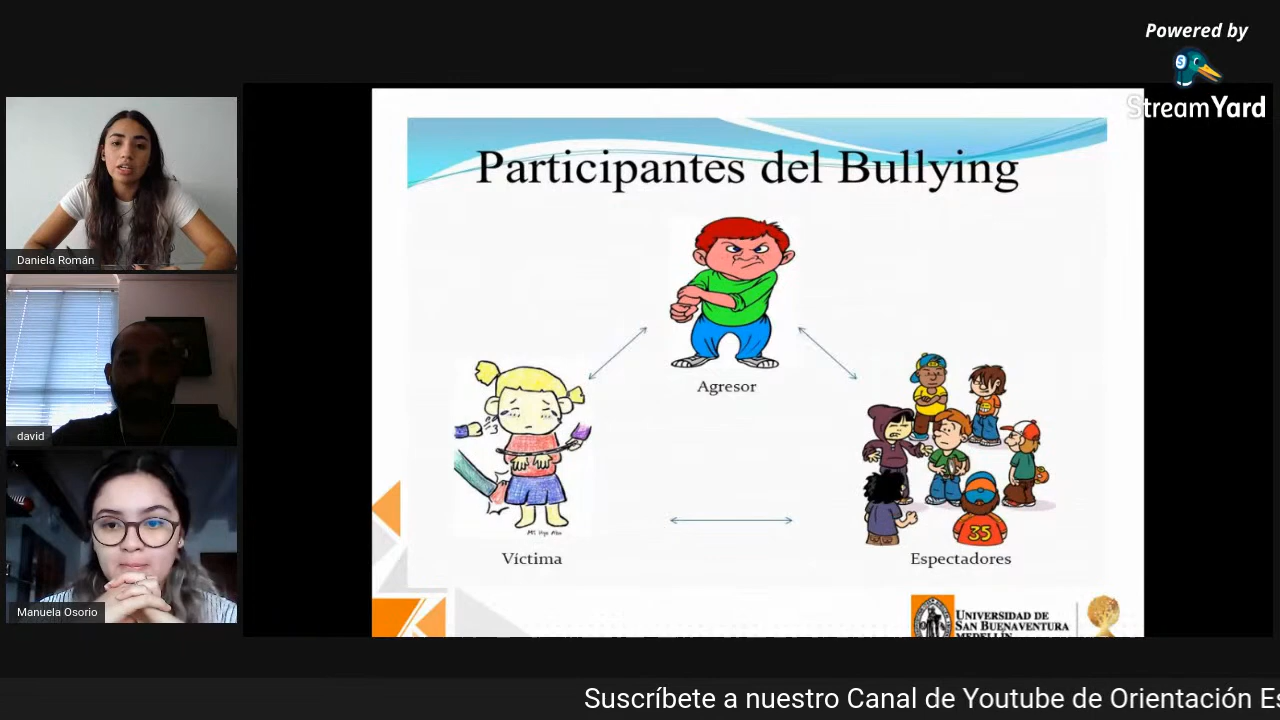 Powered by
StreamYard
Daniela Román
david
Manuela Osorio
Participantes del Bullying
Agresor
Víctima
Espectadores
35
UNIVERSIDAD DE
SAN BUENAVENTURA
MEDELLÍN
Suscríbete a nuestro Canal de Youtube de Orientación Es